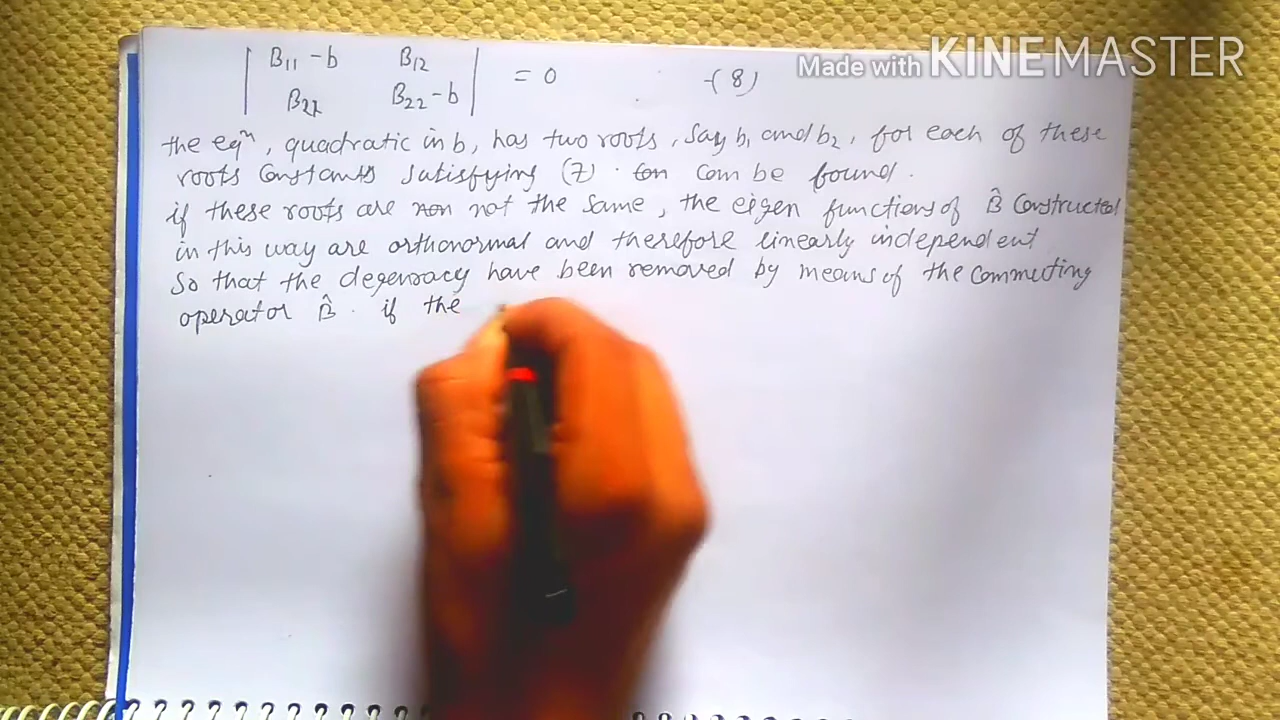 Made with KINEMASTER
| B11 - b B12 | = 0 -(8)
| B21 B22 - b |
the eqn, quadratic in b, has two roots, say b1 and b2, for each of these
roots constants satisfying (7) · can be found.
if these roots are not the same, the eigen functions of B̂ constructed
in this way are orthonormal and therefore linearly independent
So that the degenracy have been removed by means of the commuting
operator B̂ . if the